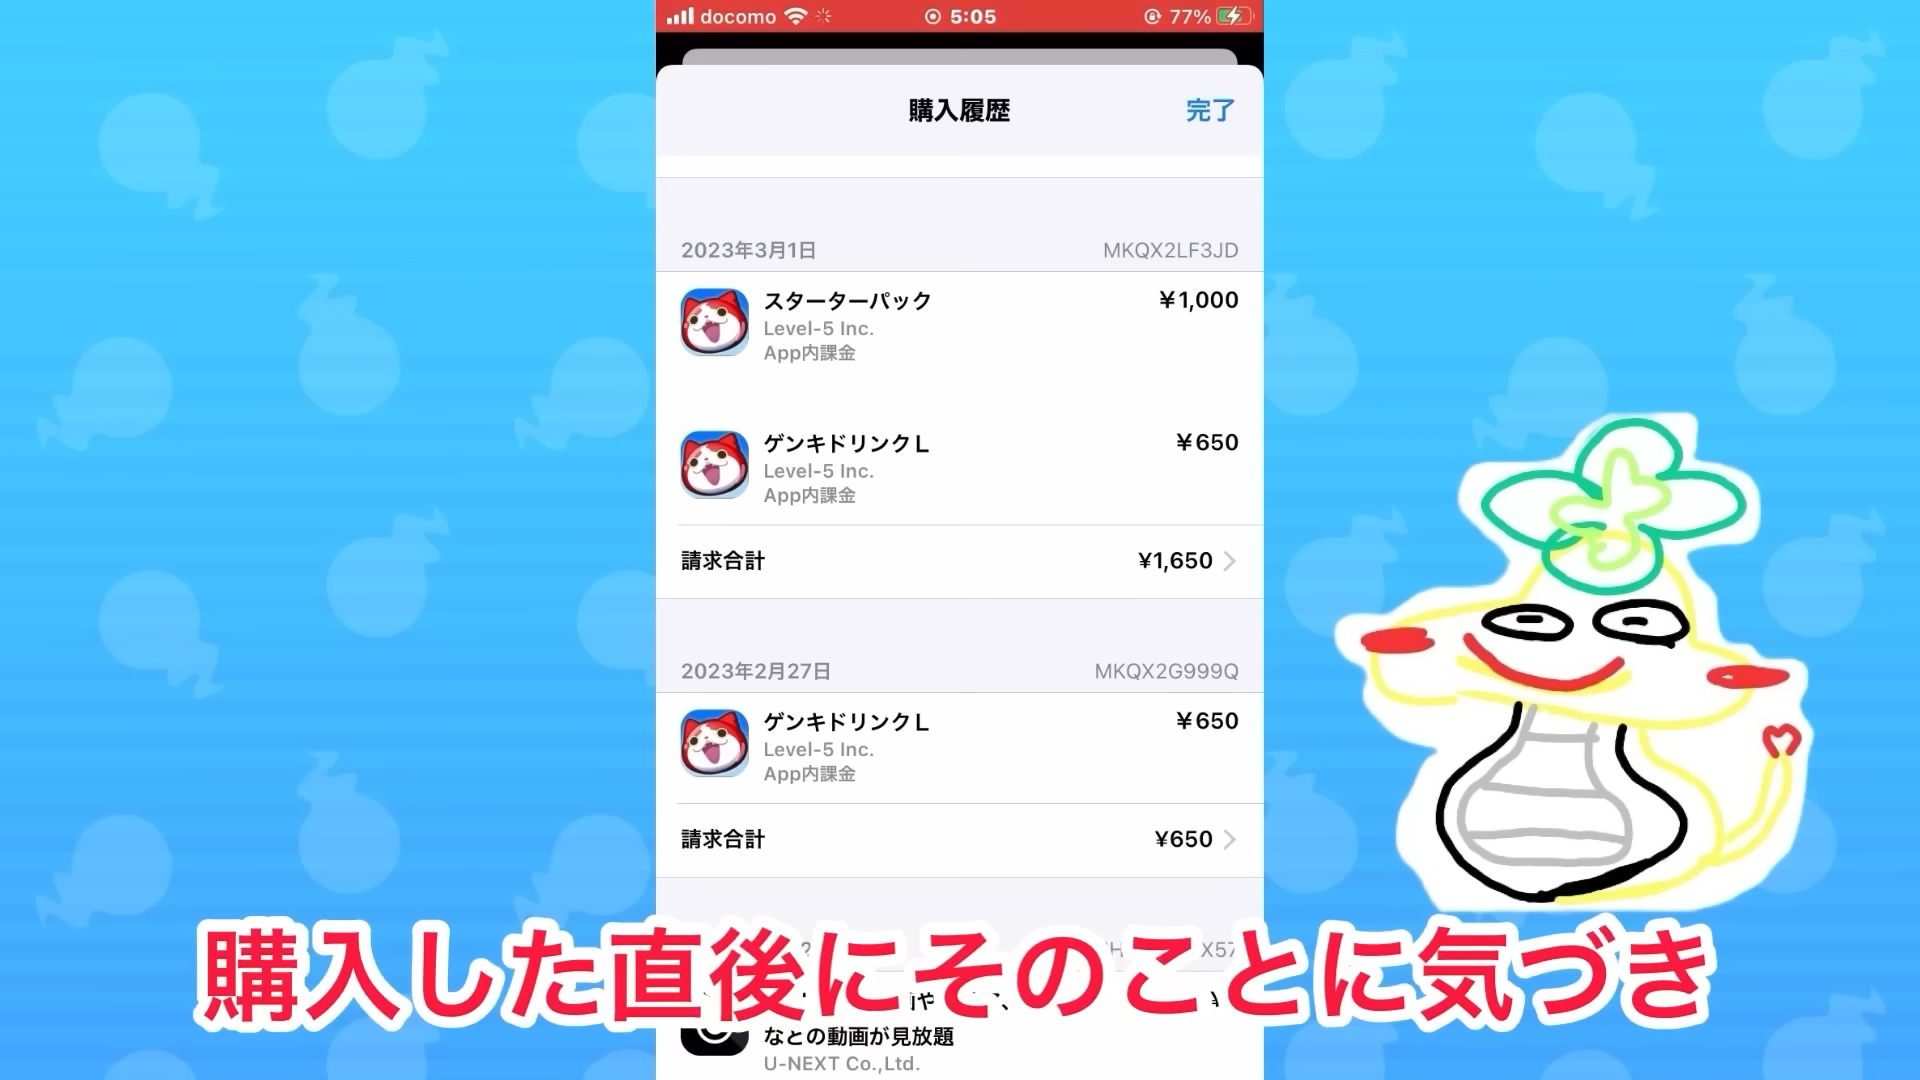 docomo 5:05 77%
購入履歴 完了
2023年3月1日 MKQX2LF3JD
スターターパック ¥1,000
Level-5 Inc.
App内課金
ゲンキドリンクL ¥650
Level-5 Inc.
App内課金
請求合計 ¥1,650
2023年2月27日 MKQX2G999Q
ゲンキドリンクL ¥650
Level-5 Inc.
App内課金
請求合計 ¥650
購入した直後にそのことに気づき
などの動画が見放題
U-NEXT Co.,Ltd.